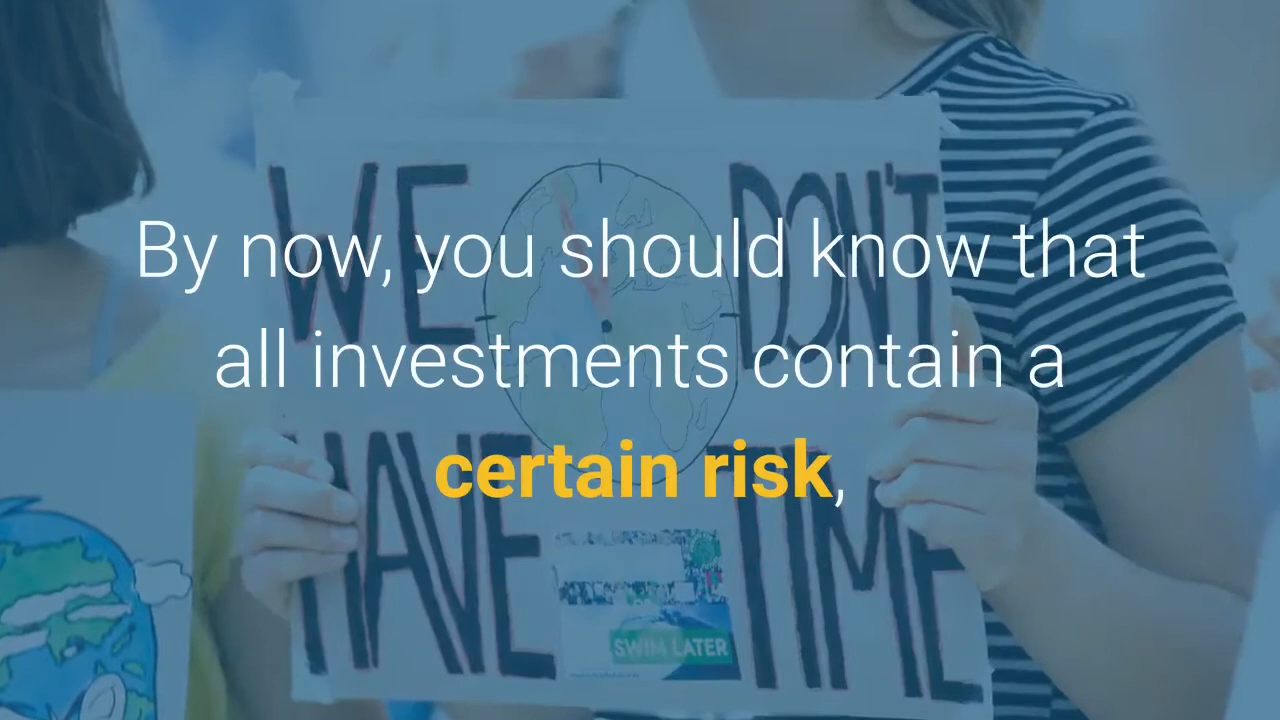 By now, you should know that
all investments contain a
certain risk,
WE DON'T
HAVE TIME
SWIM LATER